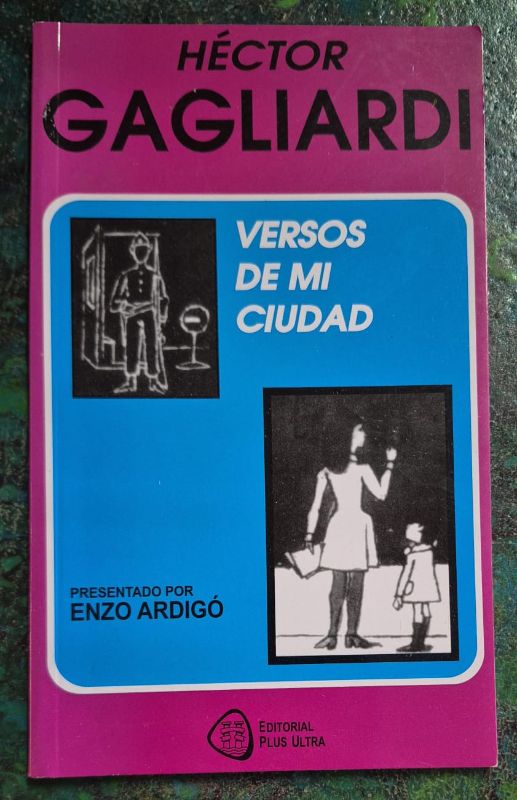 HÉCTOR
GAGLIARDI
VERSOS
DE MI
CIUDAD
PRESENTADO POR
ENZO ARDIGÓ
EDITORIAL
PLUS ULTRA